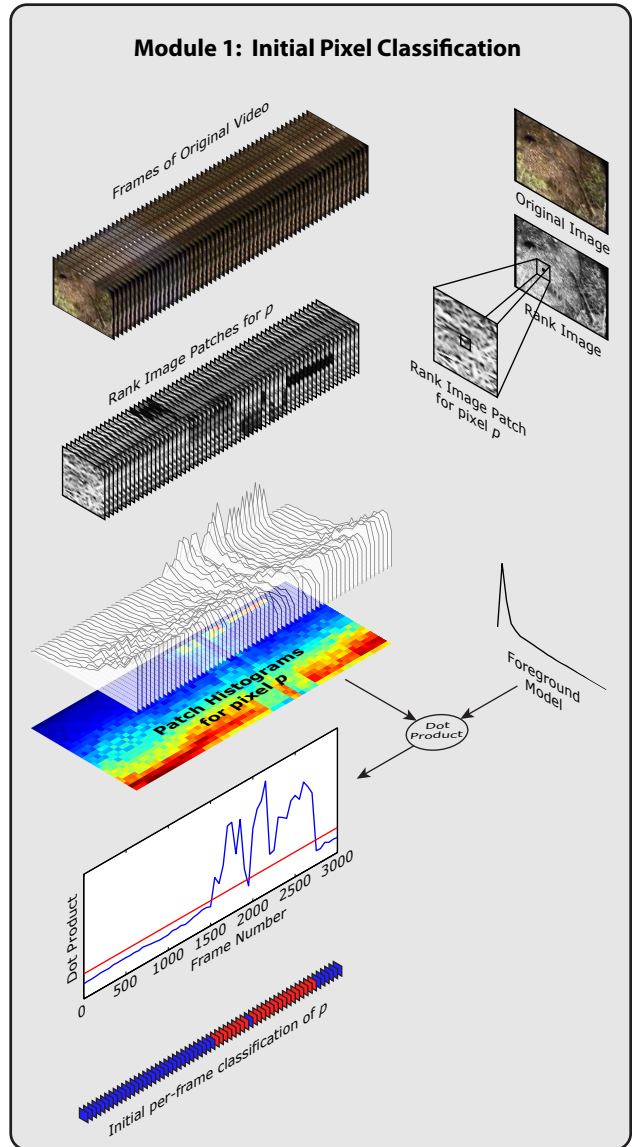 Module 1: Initial Pixel Classification
Frames of Original Video
Original Image
Rank Image
Rank Image Patch
for pixel p
Rank Image Patches for p
Patch Histograms
for pixel p
Foreground
Model
Dot
Product
Dot Product
0
500
1000
1500
2000
2500
3000
Frame Number
Initial per-frame classification of p